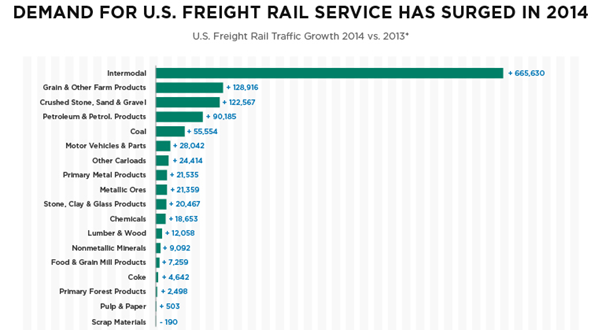 DEMAND FOR U.S. FREIGHT RAIL SERVICE HAS SURGED IN 2014
U.S. Freight Rail Traffic Growth 2014 vs. 2013*
Intermodal + 665,630
Grain & Other Farm Products + 128,916
Crushed Stone, Sand & Gravel + 122,567
Petroleum & Petrol. Products + 90,185
Coal + 55,554
Motor Vehicles & Parts + 28,042
Other Carloads + 24,414
Primary Metal Products + 21,535
Metallic Ores + 21,359
Stone, Clay & Glass Products + 20,467
Chemicals + 18,653
Lumber & Wood + 12,058
Nonmetallic Minerals + 9,092
Food & Grain Mill Products + 7,259
Coke + 4,642
Primary Forest Products + 2,498
Pulp & Paper + 503
Scrap Materials - 190